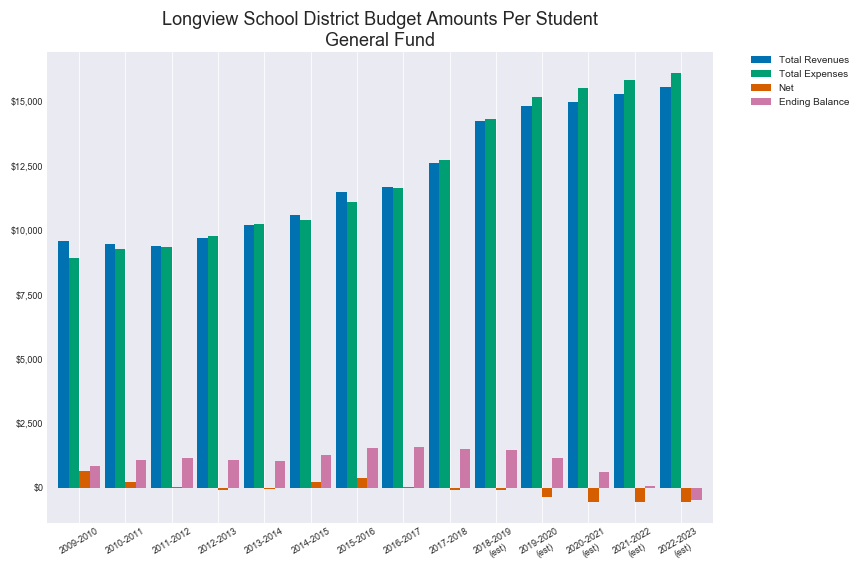 Longview School District Budget Amounts Per Student
General Fund
Total Revenues
Total Expenses
Net
Ending Balance
$15,000
$12,500
$10,000
$7,500
$5,000
$2,500
$0
2009-2010
2010-2011
2011-2012
2012-2013
2013-2014
2014-2015
2015-2016
2016-2017
2017-2018
2018-2019
(est)
2019-2020
(est)
2020-2021
(est)
2021-2022
(est)
2022-2023
(est)